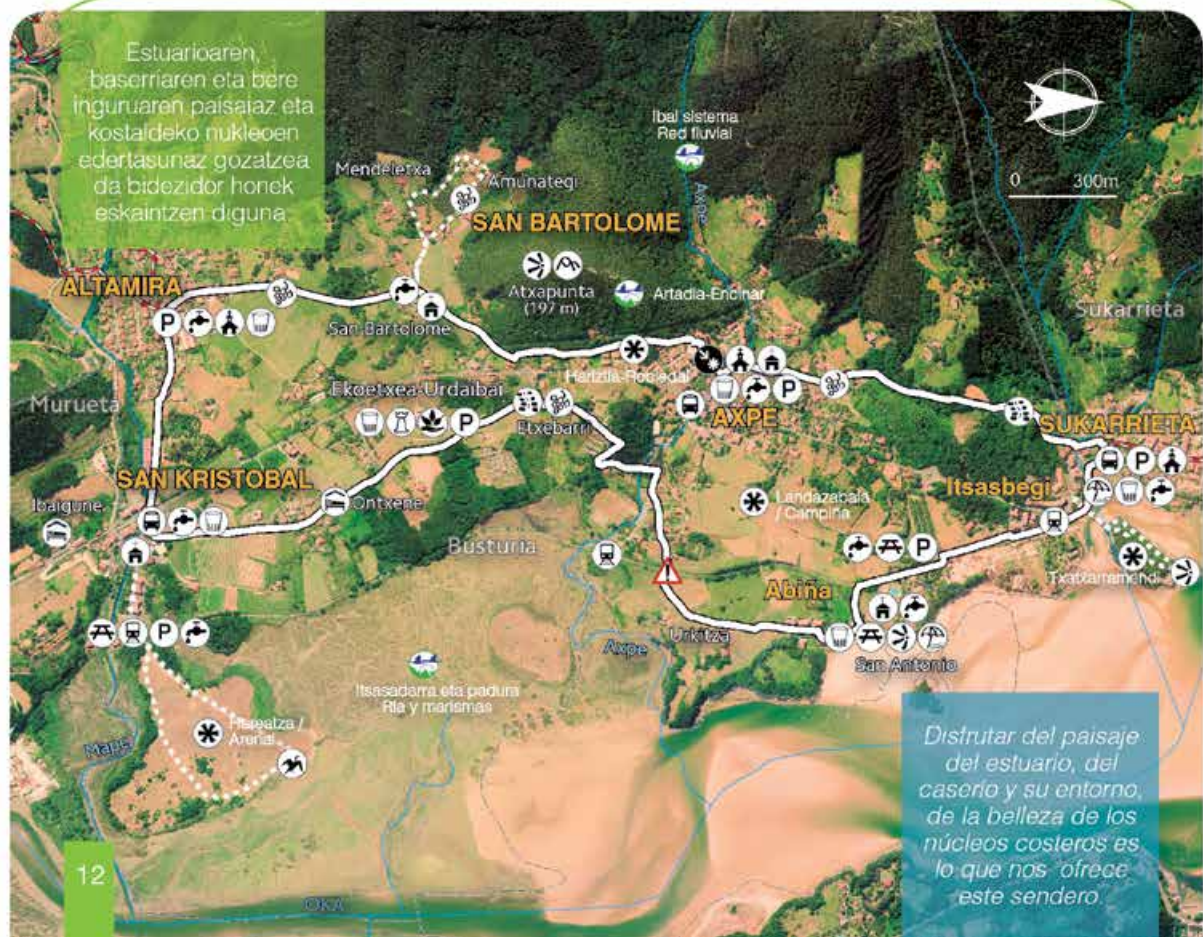 Estuarioaren,
baserriaren eta bere
inguruaren paisaiaz eta
kostaldeko nukleoen
edertasunaz gozatzea
da bidezidor honek
eskaintzen diguna.
Ibai sistema
Red fluvial
Axpe
0 300m
Mendeletxa
Amunategi
SAN BARTOLOME
ALTAMIRA
P
Atxapunta
(197 m)
Artadia-Encinar
Sukarrieta
San Bartolome
Hariztia-Robledal
Murueta
Ekoetxea-Urdaibai
P
Etxebarri
P
AXPE
SUKARRIETA
P
SAN KRISTOBAL
Ibaigune
Ontxene
Landazabala
/ Campiña
Itsasbegi
Busturia
P
Txatxarramendi
Abiña
P
Urkitza
Axpe
San Antonio
Itsasadarra eta padura
Ria y marismas
Hareatza /
Arenal
Mape
OKA
Disfrutar del paisaje
del estuario, del
caserío y su entorno,
de la belleza de los
núcleos costeros es
lo que nos ofrece
este sendero.
12